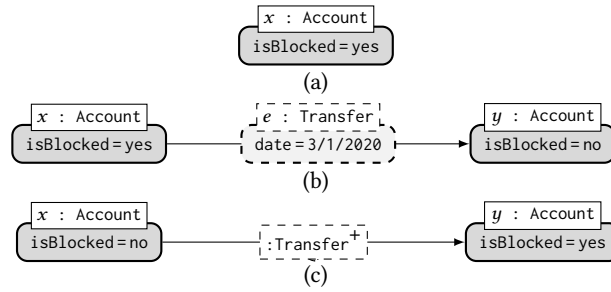 x : Account
isBlocked = yes
(a)
x : Account e : Transfer y : Account
isBlocked = yes date = 3/1/2020 isBlocked = no
(b)
x : Account y : Account
isBlocked = no :Transfer+ isBlocked = yes
(c)